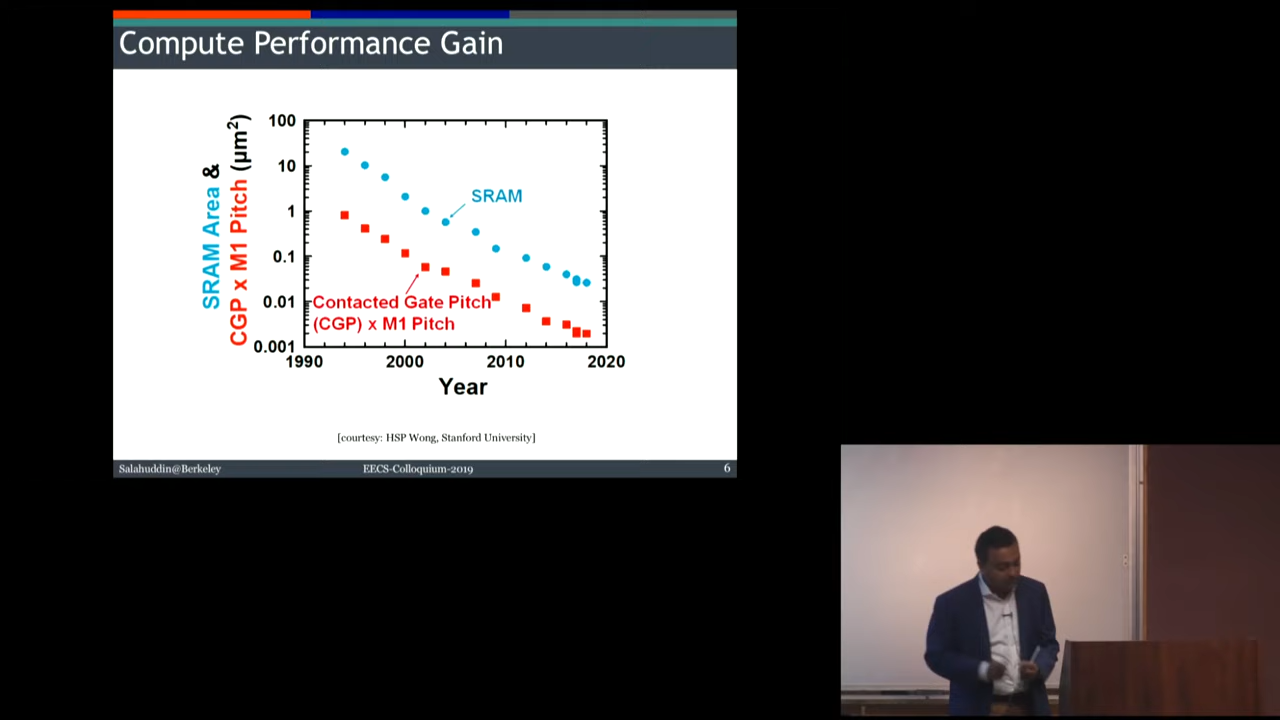 Compute Performance Gain
SRAM Area &
CGP x M1 Pitch (µm²)
100
10
1
0.1
0.01
0.001
SRAM
Contacted Gate Pitch
(CGP) x M1 Pitch
1990
2000
2010
2020
Year
[courtesy: HSP Wong, Stanford University]
Salahuddin@Berkeley
EECS-Colloquium-2019
6